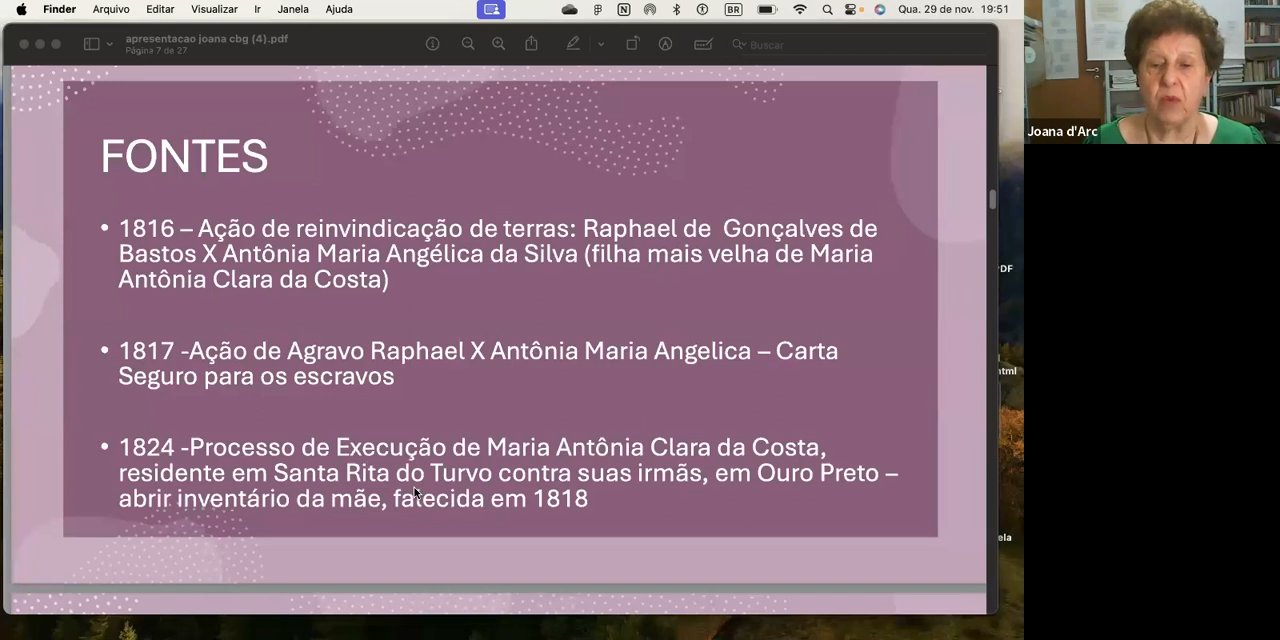 Finder Arquivo Editar Visualizar Ir Janela Ajuda BR Qua. 29 de nov. 19:51
apresentacao joana cbg (4).pdf
Página 7 de 27
Buscar
Joana d'Arc
FONTES
• 1816 – Ação de reinvindicação de terras: Raphael de Gonçalves de
Bastos X Antônia Maria Angélica da Silva (filha mais velha de Maria
Antônia Clara da Costa)
• 1817 -Ação de Agravo Raphael X Antônia Maria Angelica – Carta
Seguro para os escravos
• 1824 -Processo de Execução de Maria Antônia Clara da Costa,
residente em Santa Rita do Turvo contra suas irmãs, em Ouro Preto –
abrir inventário da mãe, falecida em 1818